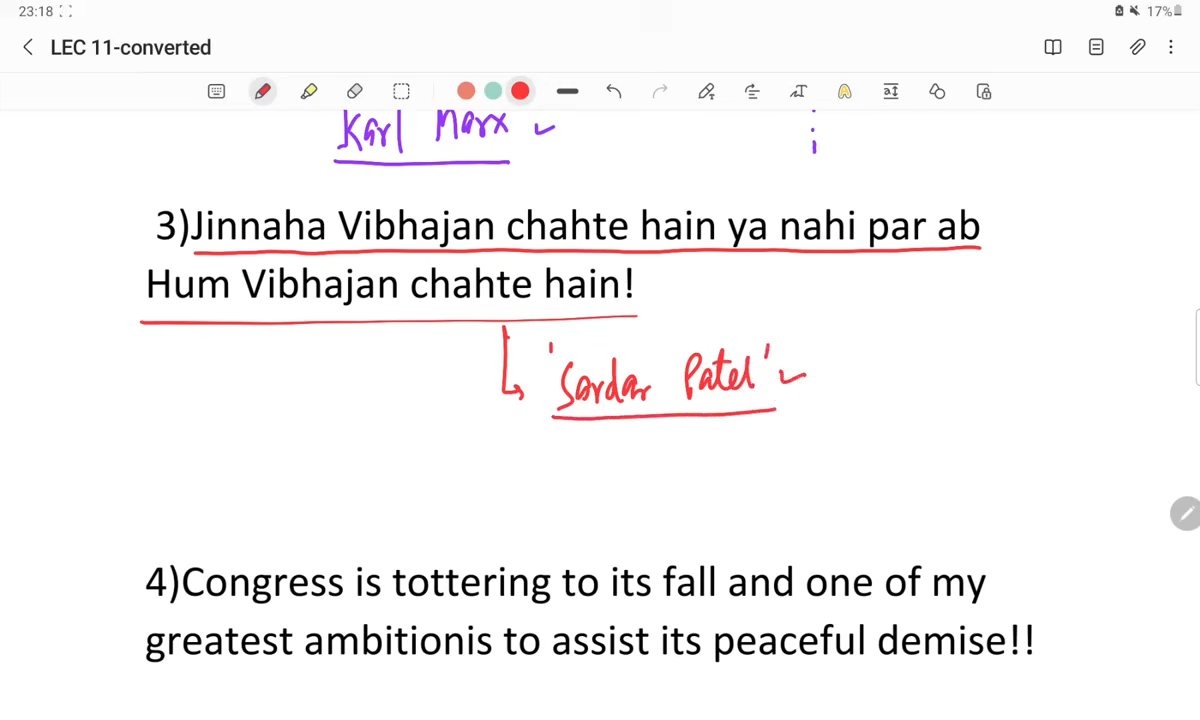 23:18
17%
LEC 11-converted
Karl Marx
3)Jinnaha Vibhajan chahte hain ya nahi par ab
Hum Vibhajan chahte hain!
'Sardar Patel'
4)Congress is tottering to its fall and one of my
greatest ambitionis to assist its peaceful demise!!